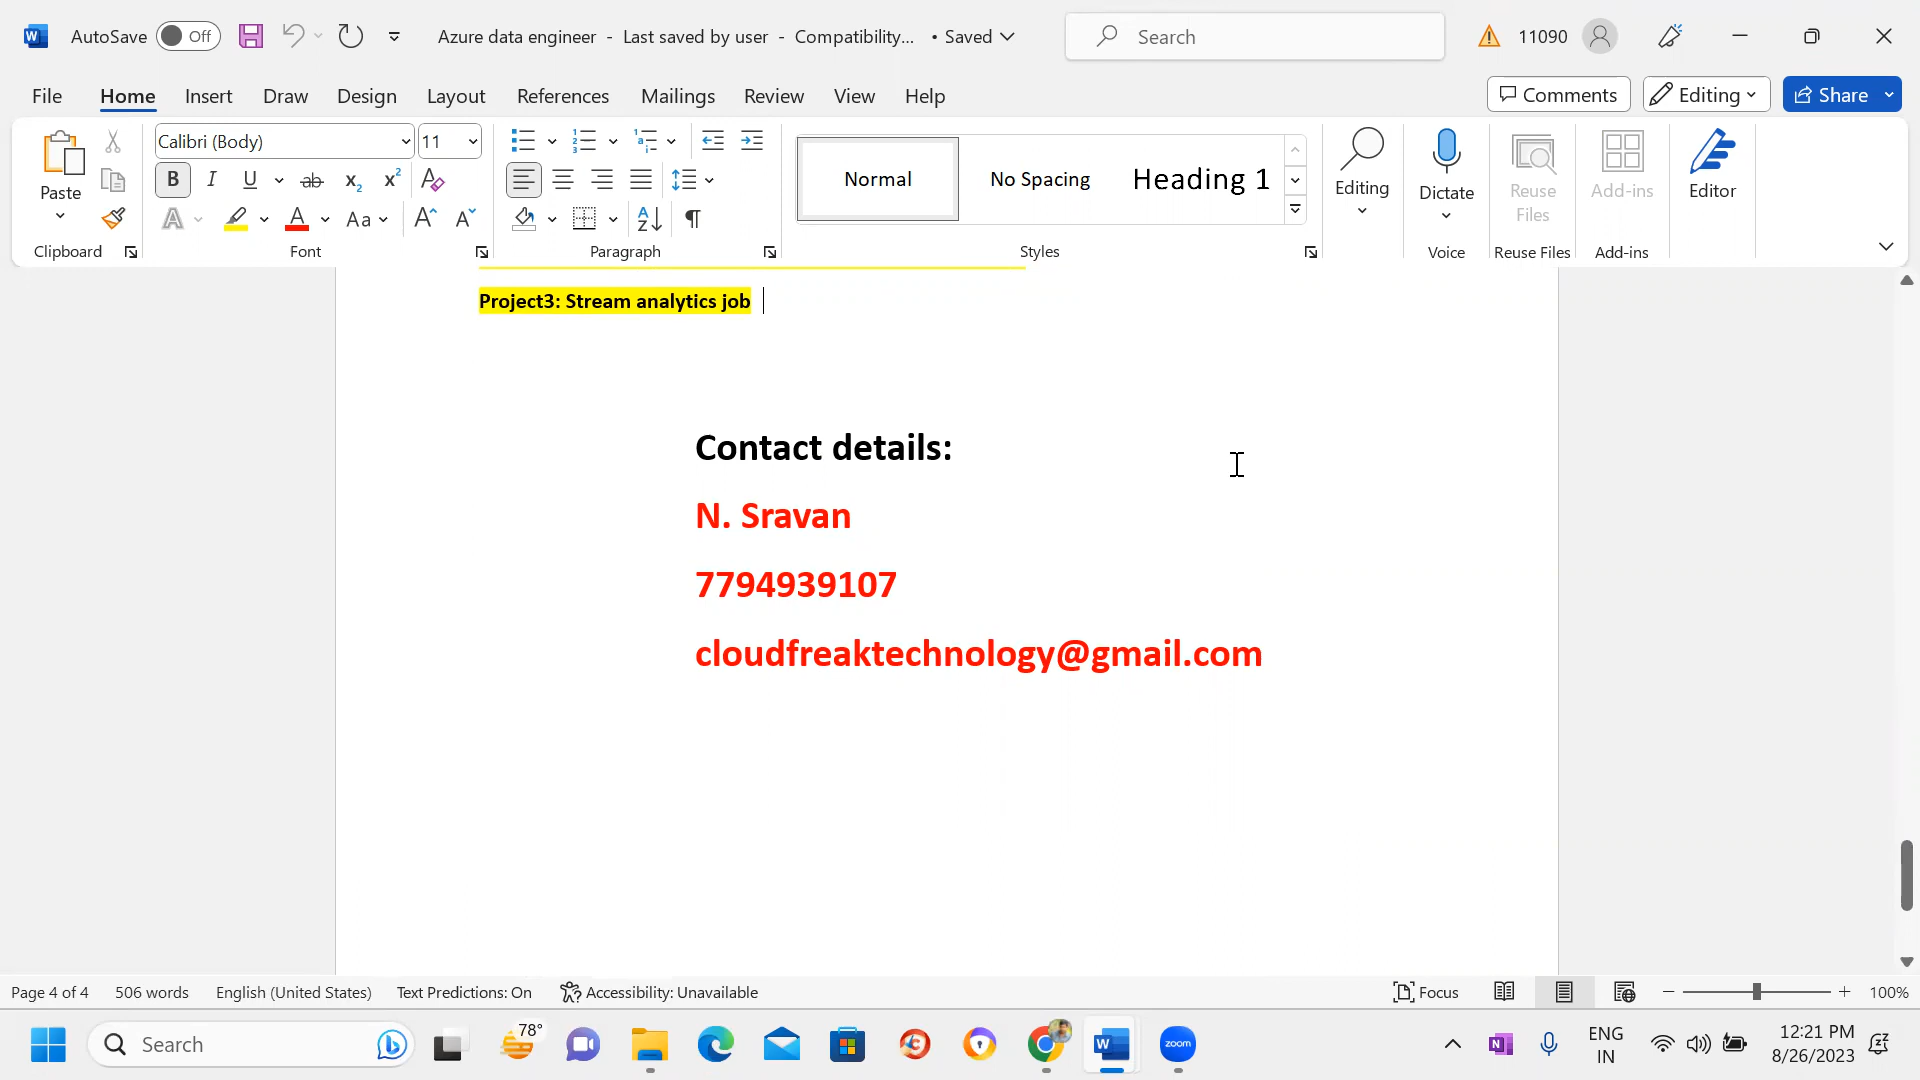 AutoSave Off Azure data engineer - Last saved by user - Compatibility... • Saved Search 11090
File Home Insert Draw Design Layout References Mailings Review View Help Comments Editing Share
Paste
Clipboard
Calibri (Body) 11
Font
Paragraph
Normal No Spacing Heading 1
Styles
Editing
Dictate
Voice
Reuse Files
Reuse Files
Add-ins
Add-ins
Editor
Project3: Stream analytics job
Contact details:
N. Sravan
7794939107
cloudfreaktechnology@gmail.com
Page 4 of 4 506 words English (United States) Text Predictions: On Accessibility: Unavailable Focus 100%
Search 78° zoom ENG IN 12:21 PM
8/26/2023